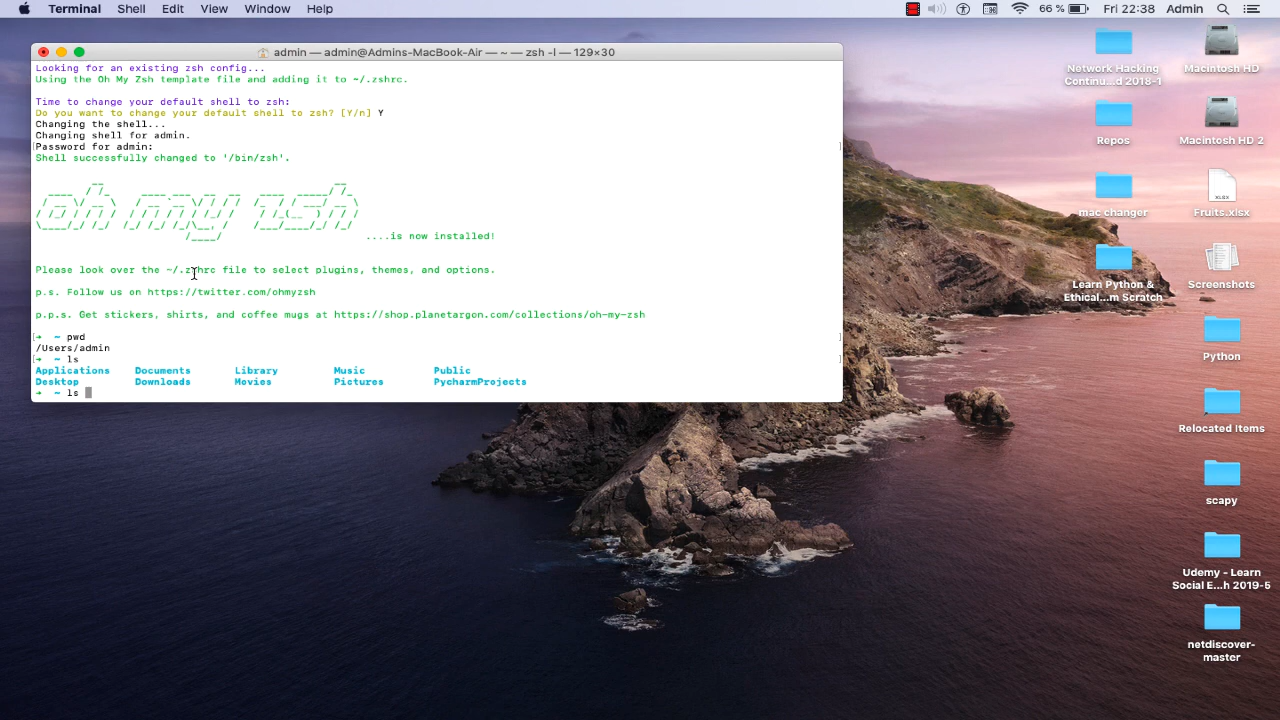 Terminal Shell Edit View Window Help
66 % Fri 22:38 Admin
admin — admin@Admins-MacBook-Air — ~ — zsh -l — 129×30
Looking for an existing zsh config...
Using the Oh My Zsh template file and adding it to ~/.zshrc.
Time to change your default shell to zsh:
Do you want to change your default shell to zsh? [Y/n] Y
Changing the shell...
Changing shell for admin.
Password for admin:
Shell successfully changed to '/bin/zsh'.
....is now installed!
Please look over the ~/.zshrc file to select plugins, themes, and options.
p.s. Follow us on https://twitter.com/ohmyzsh
p.p.s. Get stickers, shirts, and coffee mugs at https://shop.planetargon.com/collections/oh-my-zsh
➜ ~ pwd
/Users/admin
➜ ~ ls
Applications Documents Library Music Public
Desktop Downloads Movies Pictures PycharmProjects
➜ ~ ls
Network Hacking
Continu...d 2018-1
Macintosh HD
Repos
Macintosh HD 2
mac changer
Fruits.xlsx
Learn Python &
Ethical...m Scratch
Screenshots
Python
Relocated Items
scapy
Udemy - Learn
Social E...h 2019-5
netdiscover-
master